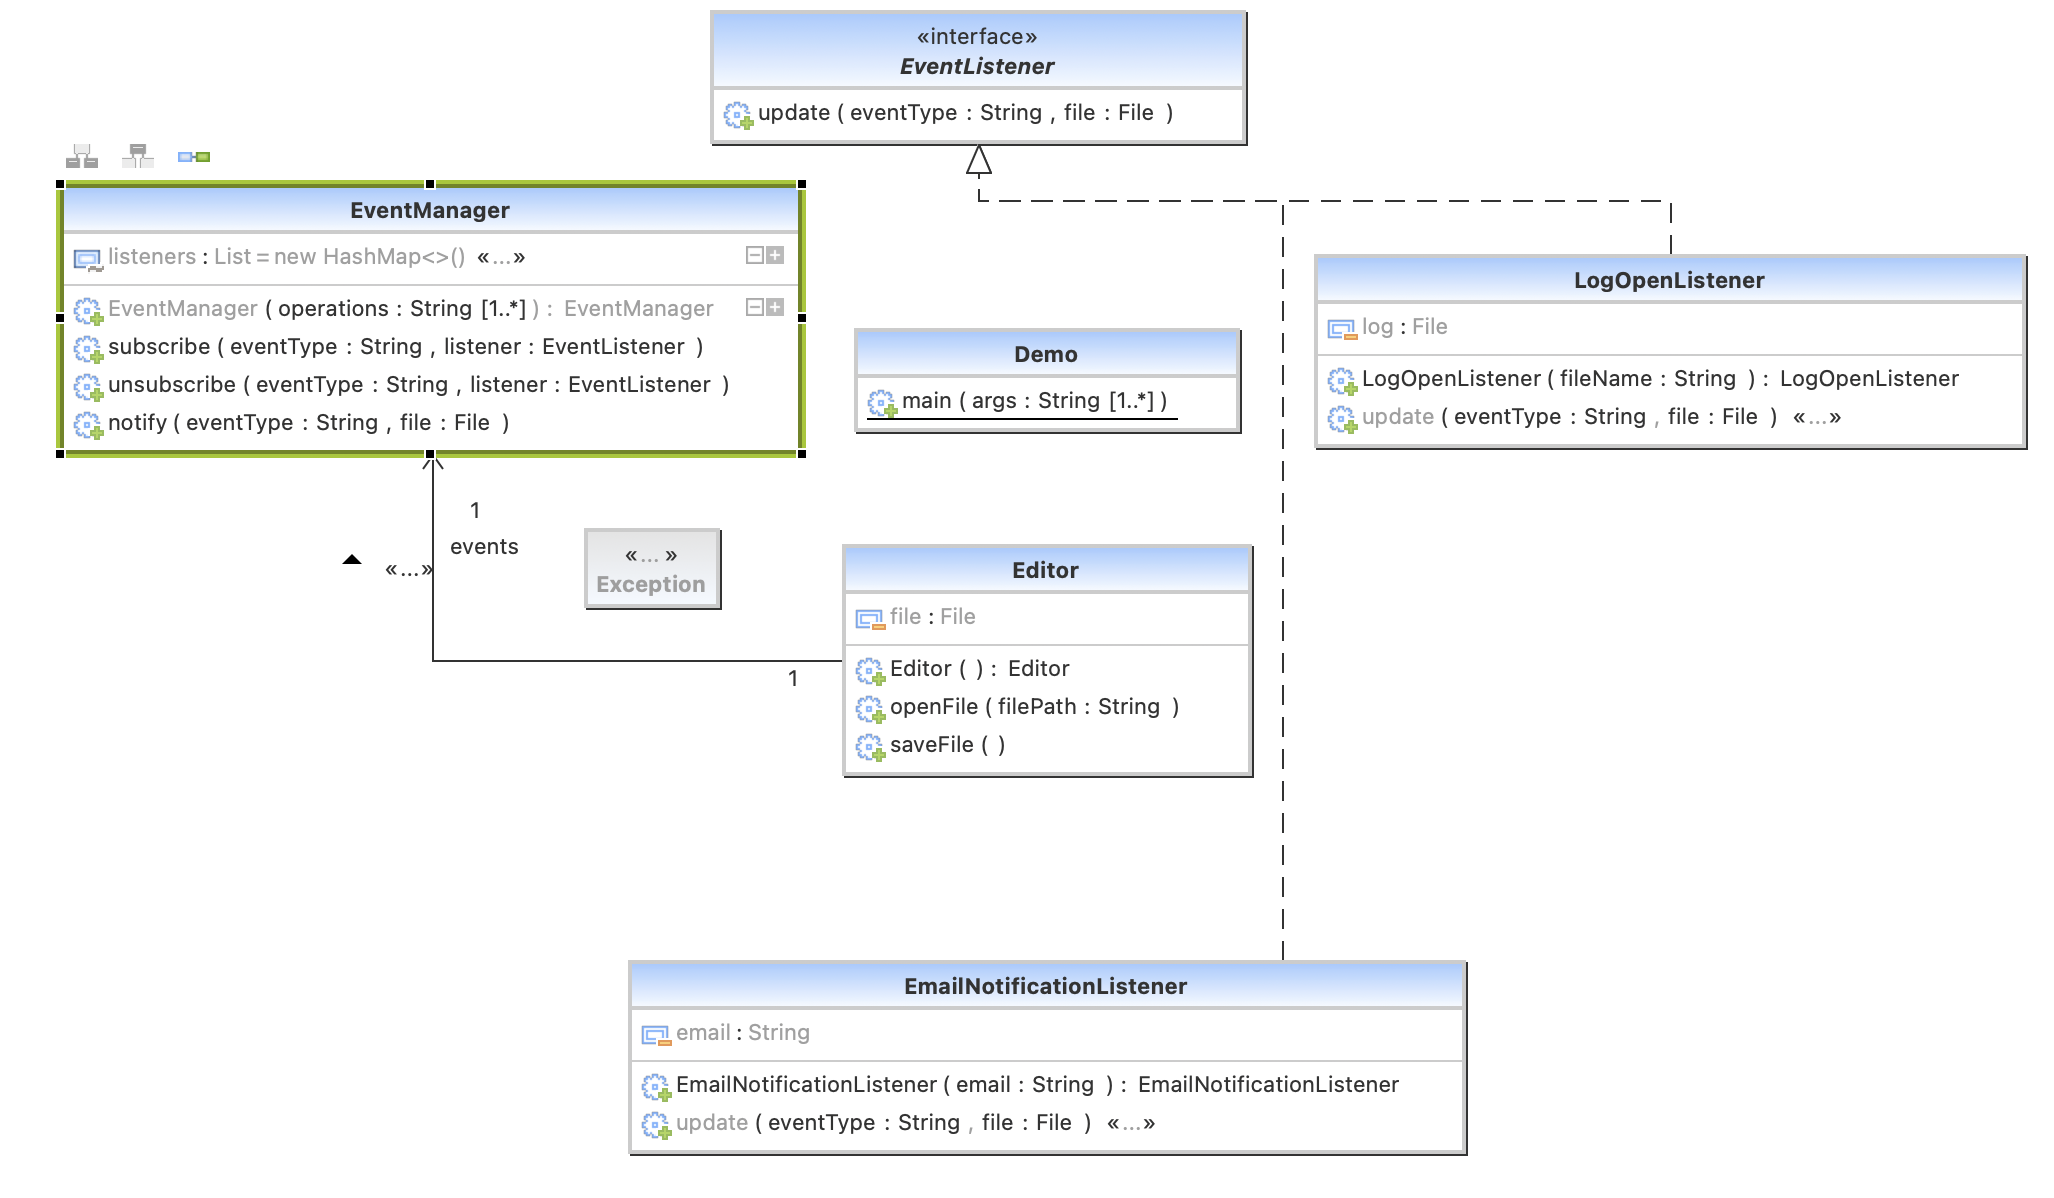 «interface»
EventListener
update ( eventType : String , file : File )
EventManager
listeners : List = new HashMap<>() «...»
EventManager ( operations : String [1..*] ) : EventManager
subscribe ( eventType : String , listener : EventListener )
unsubscribe ( eventType : String , listener : EventListener )
notify ( eventType : String , file : File )
LogOpenListener
log : File
LogOpenListener ( fileName : String ) : LogOpenListener
update ( eventType : String , file : File ) «...»
Demo
main ( args : String [1..*] )
1
events
«...»
«... »
Exception
1
Editor
file : File
Editor ( ) : Editor
openFile ( filePath : String )
saveFile ( )
EmailNotificationListener
email : String
EmailNotificationListener ( email : String ) : EmailNotificationListener
update ( eventType : String , file : File ) «...»